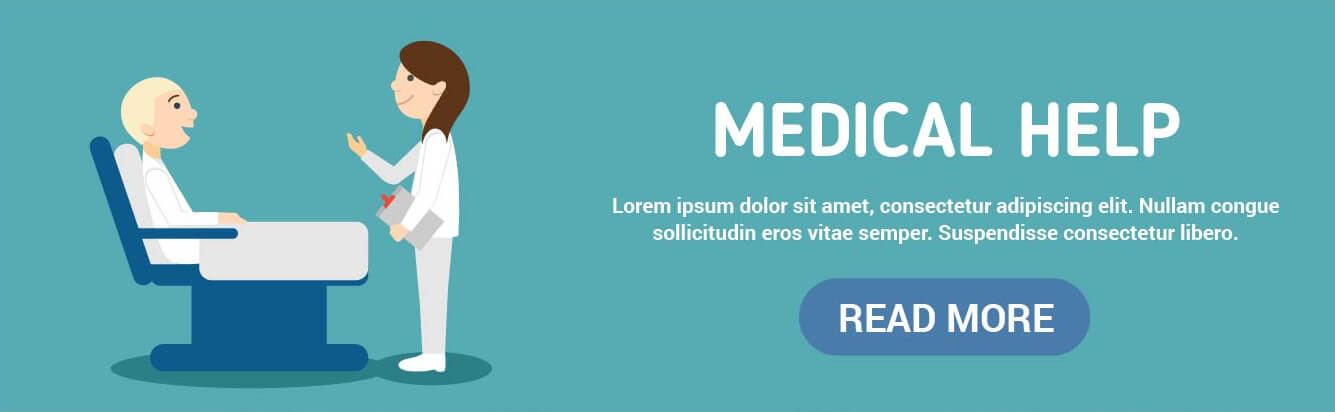 MEDICAL HELP
Lorem ipsum dolor sit amet, consectetur adipiscing elit. Nullam congue
sollicitudin eros vitae semper. Suspendisse consectetur libero.
READ MORE